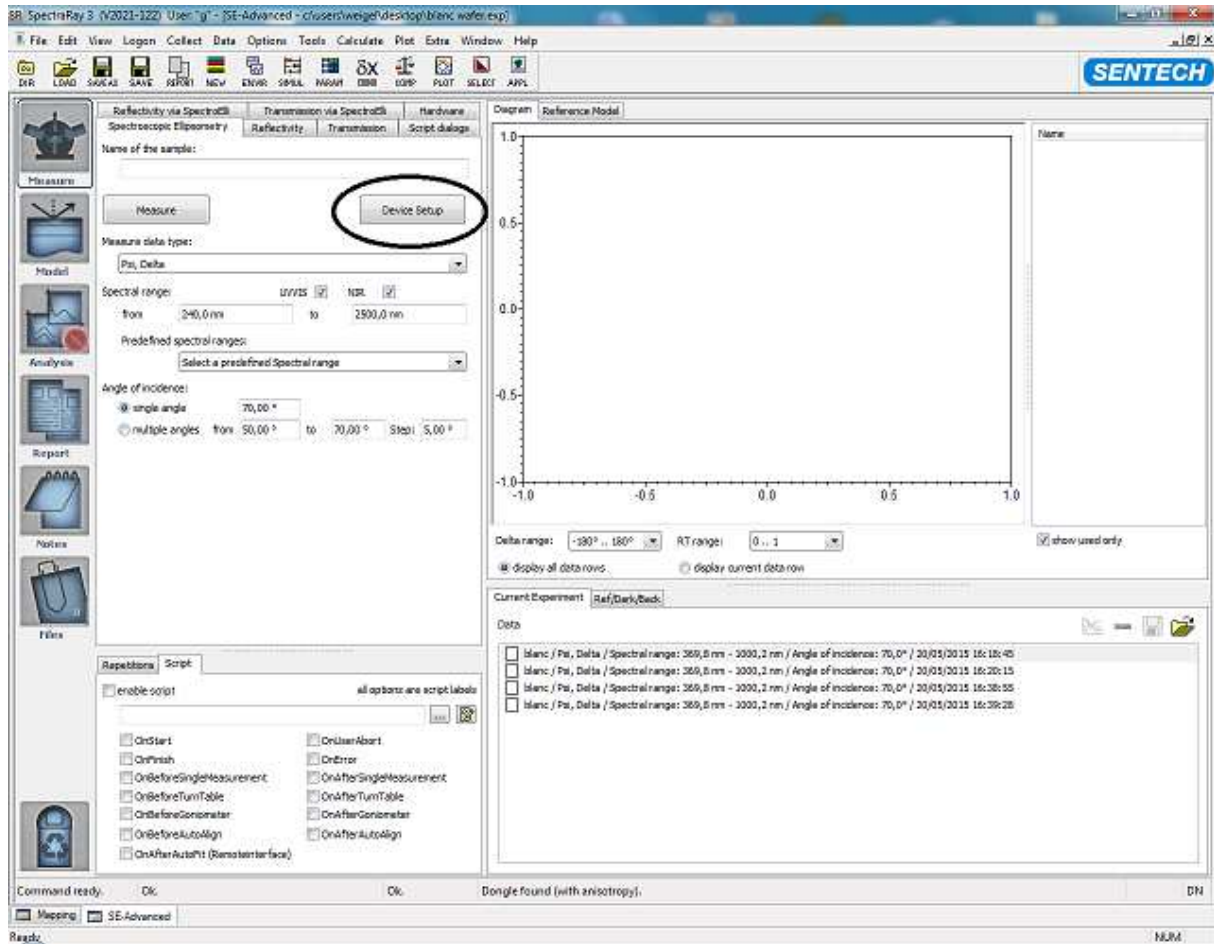 SR SpectraRay 3 (V2021-122) User: "g" - [SE-Advanced - c:\users\weigel\desktop\blanc wafer.exp]
File Edit View Logon Collect Data Options Tools Calculate Plot Extra Window Help
DIR LOAD SAVE AS SAVE REPORT NEW ENVIR SIMUL PARAM COMP PLOT SELECT APPL
δX
SENTECH
Measure
Model
Analysis
Report
Notes
Files
Reflectivity via SpectroElli Transmission via SpectroElli Hardware
Spectroscopic Ellipsometry Reflectivity Transmission Script dialogs
Name of the sample:
Measure Device Setup
Measure data type:
Psi, Delta
Spectral range: UVVIS NIR
from 240,0 nm to 2500,0 nm
Predefined spectral ranges:
Select a predefined Spectral range
Angle of incidence:
single angle 70,00 °
multiple angles from 50,00 ° to 70,00 ° Step: 5,00 °
Repetitions Script
enable script all options are script labels
...
OnStart OnUserAbort
OnFinish OnError
OnBeforeSingleMeasurement OnAfterSingleMeasurement
OnBeforeTurnTable OnAfterTurnTable
OnBeforeGoniometer OnAfterGoniometer
OnBeforeAutoAlign OnAfterAutoAlign
OnAfterAutoFit (RemoteInterface)
Diagram Reference Model
1.0
0.5
0.0
-0.5
-1.0
-1.0 -0.5 0.0 0.5 1.0
Name
Delta range: -180° .. 180° RT range: 0 .. 1
show used only
display all data rows display current data row
Current Experiment Ref/Dark/Back
Data
blanc / Psi, Delta / Spectral range: 369,8 nm - 1000,2 nm / Angle of incidence: 70,0° / 20/05/2015 16:18:45
blanc / Psi, Delta / Spectral range: 369,8 nm - 1000,2 nm / Angle of incidence: 70,0° / 20/05/2015 16:20:15
blanc / Psi, Delta / Spectral range: 369,8 nm - 1000,2 nm / Angle of incidence: 70,0° / 20/05/2015 16:38:55
blanc / Psi, Delta / Spectral range: 369,8 nm - 1000,2 nm / Angle of incidence: 70,0° / 20/05/2015 16:39:28
Command ready. Ok. Ok. Dongle found (with anisotropy). DN
Mapping SE-Advanced
Ready NUM